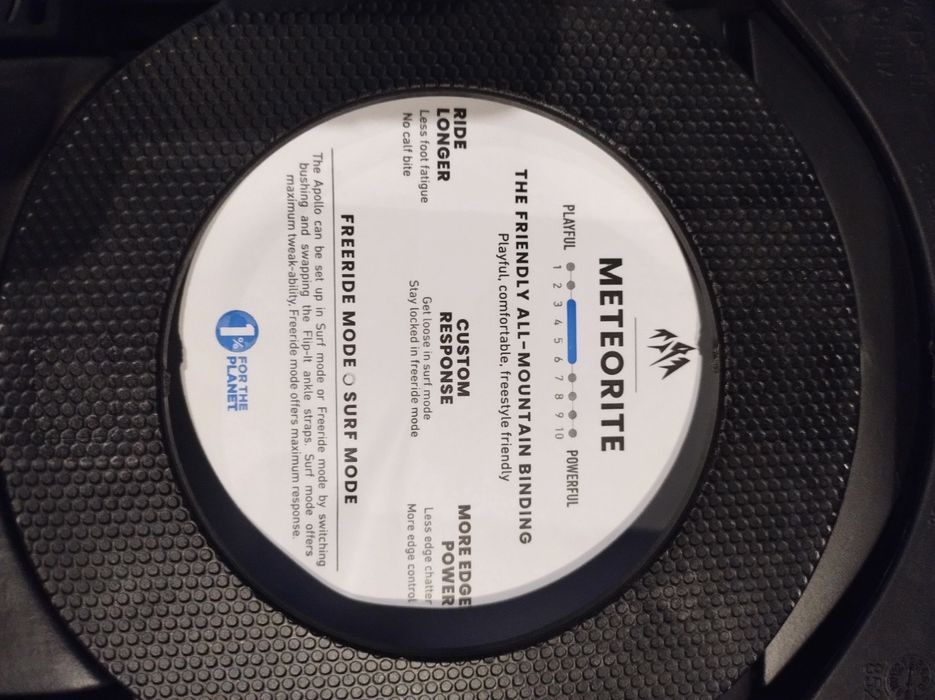 METEORITE
PLAYFUL 1 2 3 4 5 6 7 8 9 10 POWERFUL
THE FRIENDLY ALL-MOUNTAIN BINDING
Playful, comfortable, freestyle friendly
RIDE
LONGER
Less foot fatigue
No calf bite
CUSTOM
RESPONSE
Get loose in surf mode
Stay locked in freeride mode
MORE EDGE
POWER
Less edge chatter
More edge control
FREERIDE MODE SURF MODE
The Apollo can be set up in Surf mode or Freeride mode by switching
bushing and swapping the Flip-It ankle straps. Surf mode offers
maximum tweak-ability, Freeride mode offers maximum response.
1%
FOR THE
PLANET